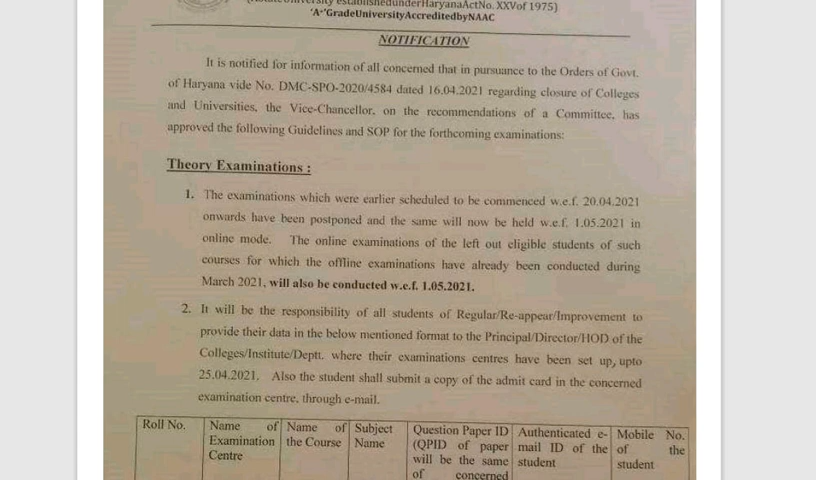 established under Haryana Act No. XXV of 1975)
'A+' Grade University Accredited by NAAC
NOTIFICATION
It is notified for information of all concerned that in pursuance to the Orders of Govt.
of Haryana vide No. DMC-SPO-2020/4584 dated 16.04.2021 regarding closure of Colleges
and Universities, the Vice-Chancellor, on the recommendations of a Committee, has
approved the following Guidelines and SOP for the forthcoming examinations:
Theory Examinations :
1. The examinations which were earlier scheduled to be commenced w.e.f. 20.04.2021
onwards have been postponed and the same will now be held w.e.f. 1.05.2021 in
online mode. The online examinations of the left out eligible students of such
courses for which the offline examinations have already been conducted during
March 2021, will also be conducted w.e.f. 1.05.2021.
2. It will be the responsibility of all students of Regular/Re-appear/Improvement to
provide their data in the below mentioned format to the Principal/Director/HOD of the
Colleges/Institute/Deptt. where their examinations centres have been set up, upto
25.04.2021. Also the student shall submit a copy of the admit card in the concerned
examination centre, through e-mail.
Roll No.
Name of
Examination
Centre
Name of
the Course
Subject
Name
Question Paper ID
(QPID of paper
will be the same
of concerned
Authenticated e-
mail ID of the
student
Mobile No.
of the
student